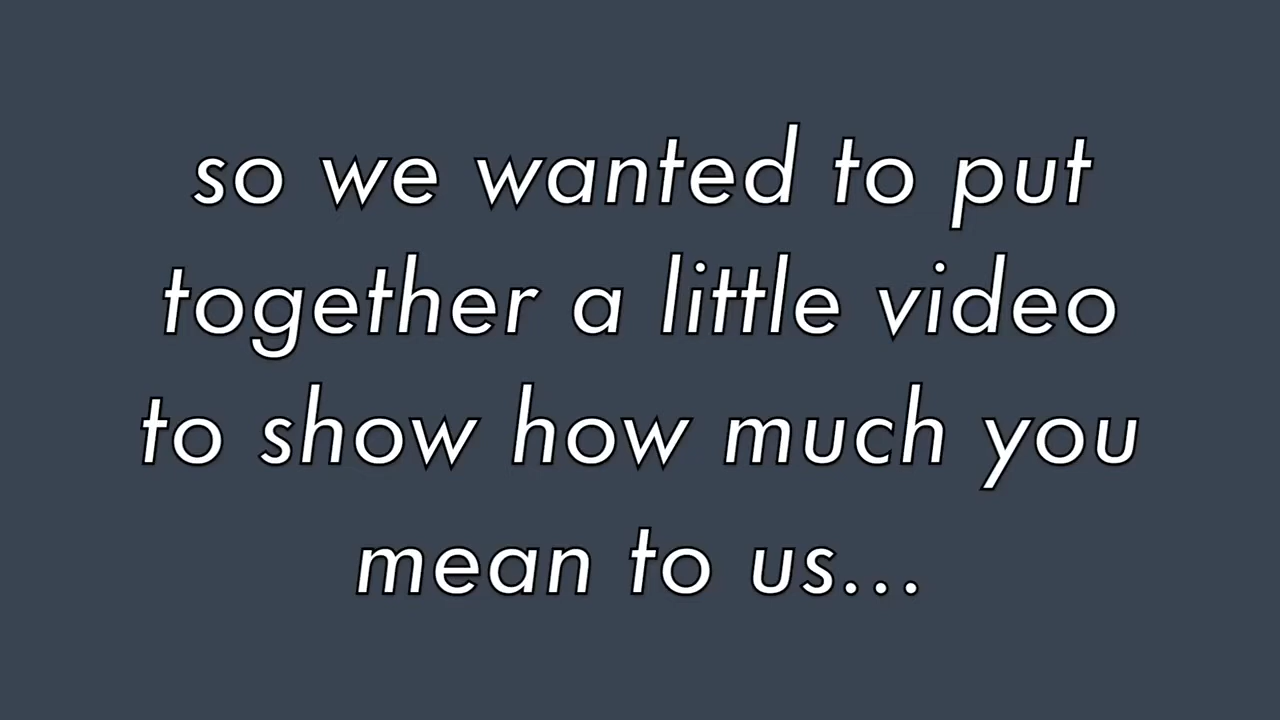 so we wanted to put
together a little video
to show how much you
mean to us...